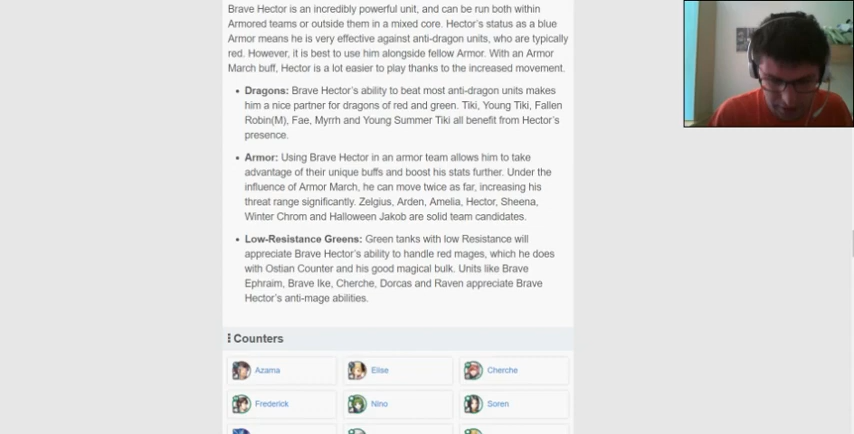 Brave Hector is an incredibly powerful unit, and can be run both within
Armored teams or outside them in a mixed core. Hector's status as a blue
Armor means he is very effective against anti-dragon units, who are typically
red. However, it is best to use him alongside fellow Armor. With an Armor
March buff, Hector is a lot easier to play thanks to the increased movement.
• Dragons: Brave Hector's ability to beat most anti-dragon units makes
him a nice partner for dragons of red and green. Tiki, Young Tiki, Fallen
Robin(M), Fae, Myrrh and Young Summer Tiki all benefit from Hector's
presence.
• Armor: Using Brave Hector in an armor team allows him to take
advantage of their unique buffs and boost his stats further. Under the
influence of Armor March, he can move twice as far, increasing his
threat range significantly. Zelgius, Arden, Amelia, Hector, Sheena,
Winter Chrom and Halloween Jakob are solid team candidates.
• Low-Resistance Greens: Green tanks with low Resistance will
appreciate Brave Hector's ability to handle red mages, which he does
with Ostian Counter and his good magical bulk. Units like Brave
Ephraim, Brave Ike, Cherche, Dorcas and Raven appreciate Brave
Hector's anti-mage abilities.
Counters
Azama Elise Cherche
Frederick Nino Soren